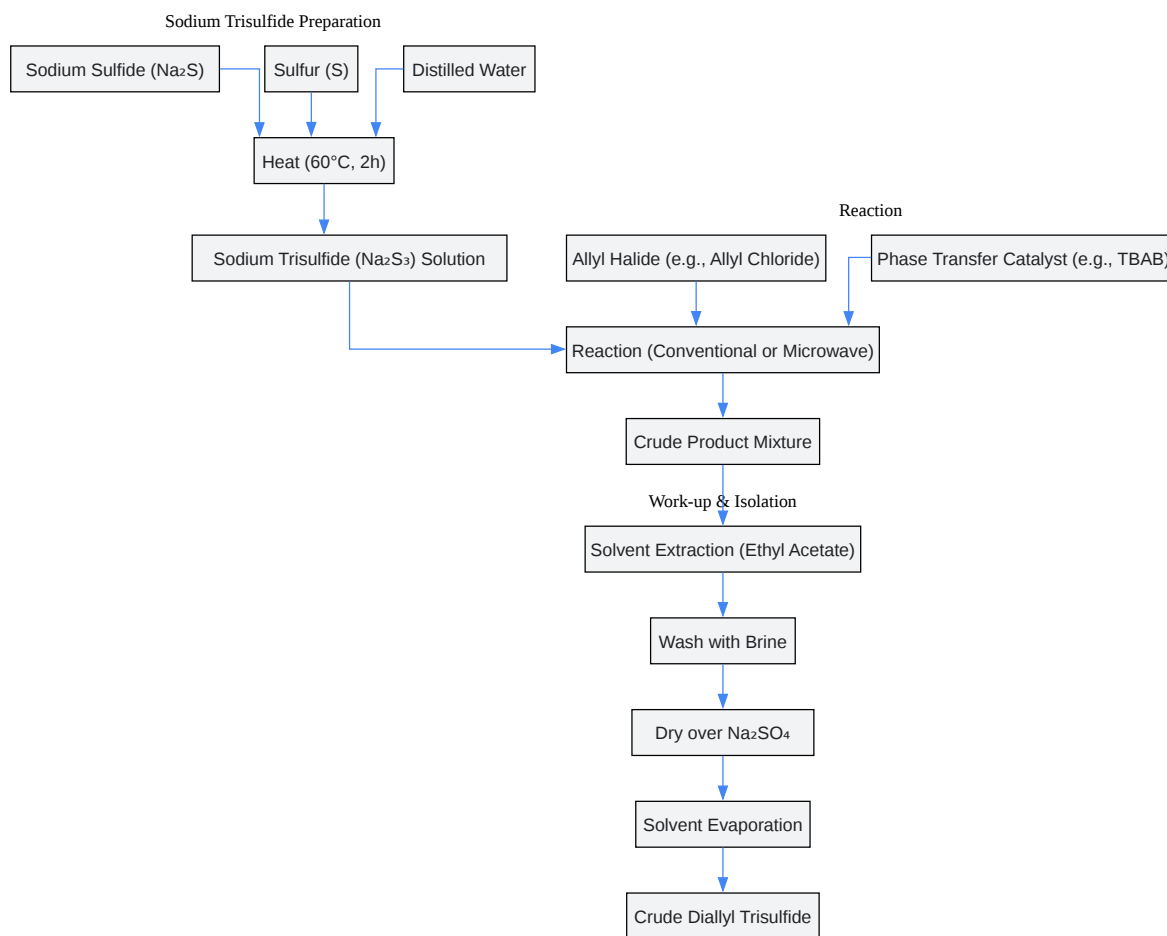 Sodium Trisulfide Preparation
Sodium Sulfide (Na₂S)
Sulfur (S)
Distilled Water
Heat (60°C, 2h)
Reaction
Sodium Trisulfide (Na₂S₃) Solution
Allyl Halide (e.g., Allyl Chloride)
Phase Transfer Catalyst (e.g., TBAB)
Reaction (Conventional or Microwave)
Crude Product Mixture
Work-up & Isolation
Solvent Extraction (Ethyl Acetate)
Wash with Brine
Dry over Na₂SO₄
Solvent Evaporation
Crude Diallyl Trisulfide